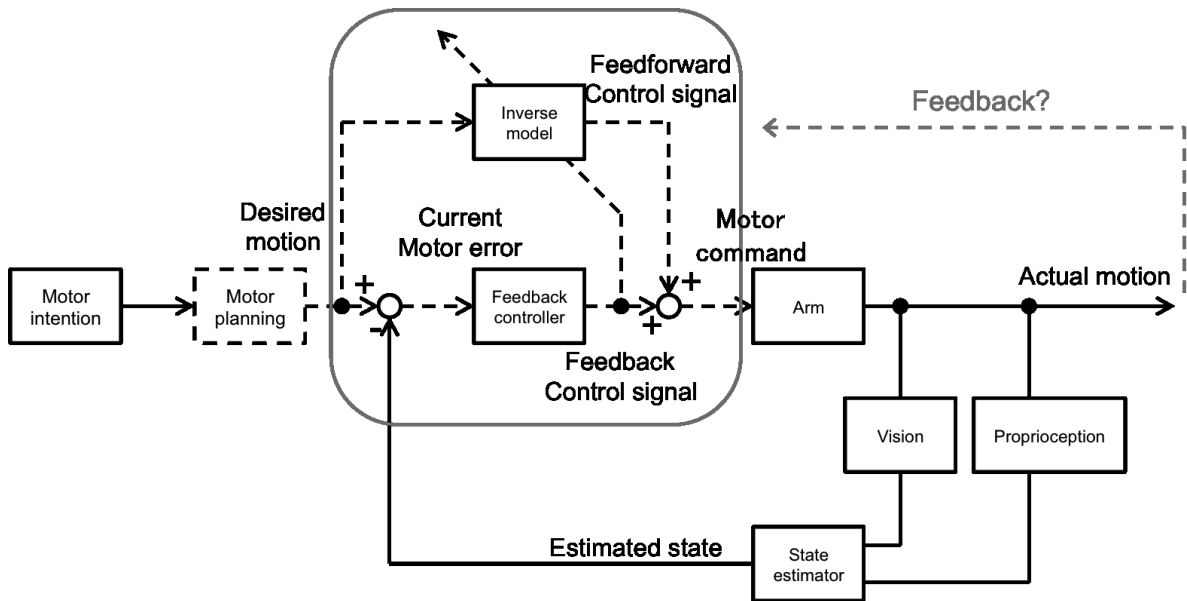 Feedforward
Control signal
Inverse
model
Feedback?
Desired
motion
Current
Motor error
Motor
command
+
+
Motor
intention
Motor
planning
Feedback
controller
Arm
Actual motion
-
+
Feedback
Control signal
Vision
Proprioception
Estimated state
State
estimator